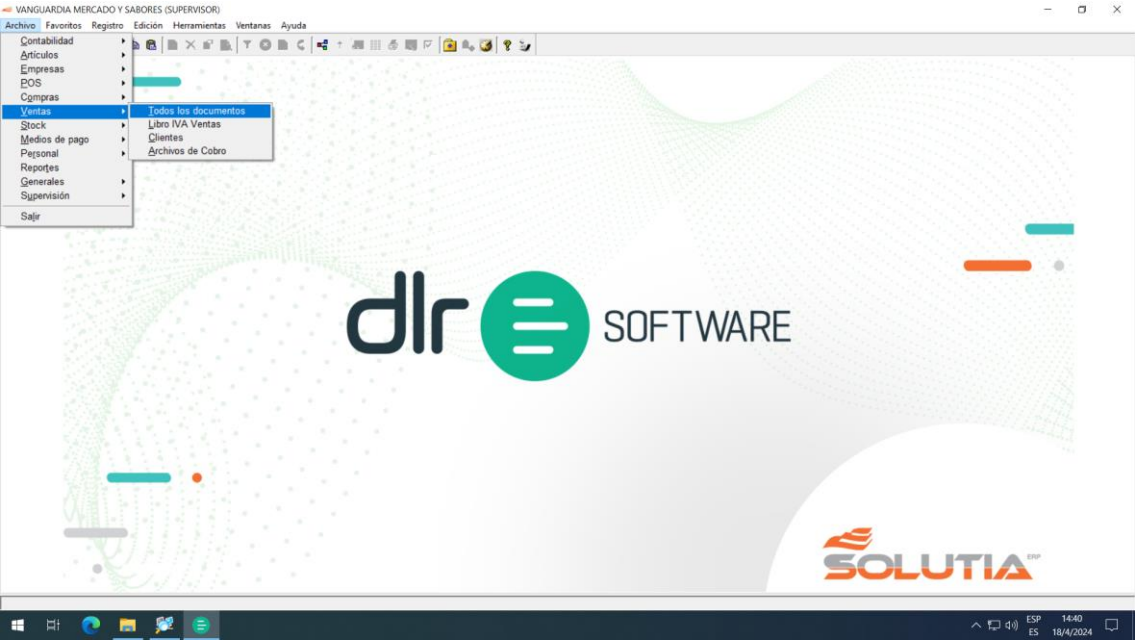 VANGUARDIA MERCADO Y SABORES (SUPERVISOR)
Archivo Favoritos Registro Edición Herramientas Ventanas Ayuda
Contabilidad
Artículos
Empresas
POS
Compras
Ventas
Stock
Medios de pago
Personal
Reportes
Generales
Supervisión
Salir
Todos los documentos
Libro IVA Ventas
Clientes
Archivos de Cobro
dlr SOFTWARE
SOLUTIA ERP
ESP 14:40
ES 18/4/2024